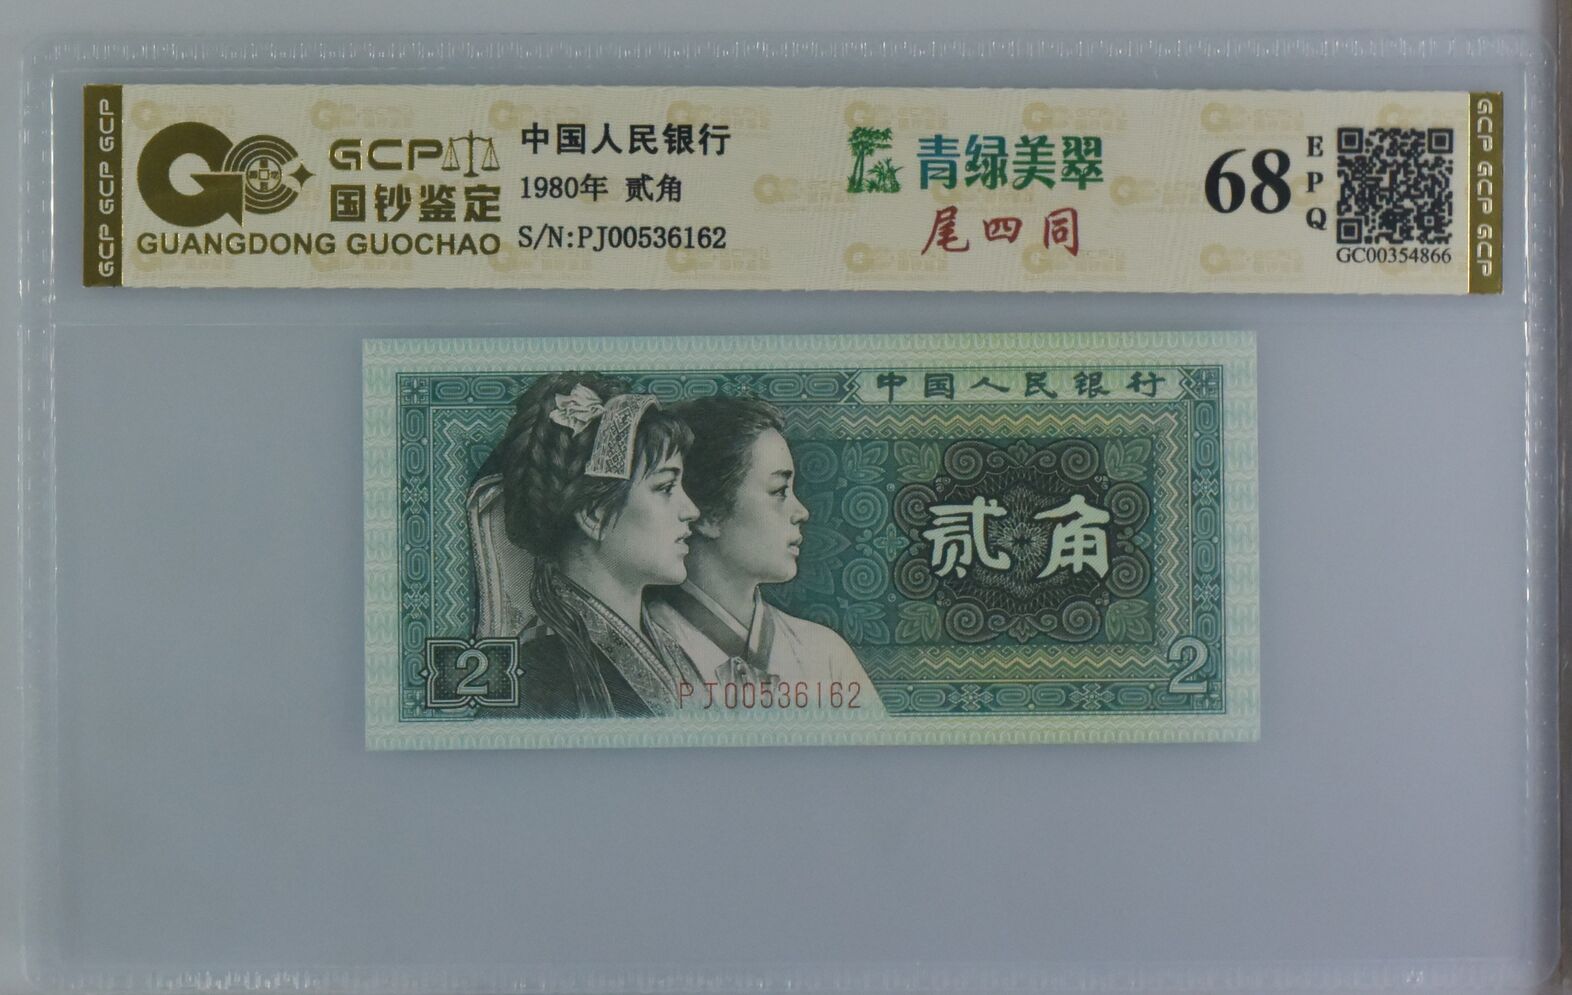 GCP GCP GCP
GCP
国钞鉴定
GUANGDONG GUOCHAO
中国人民银行
1980年 贰角
S/N:PJ00536162
青绿美翠
尾四同
68
EPQ
GC00354866
GCP GCP GCP
中国人民银行
贰角
2
2
PJ00536162